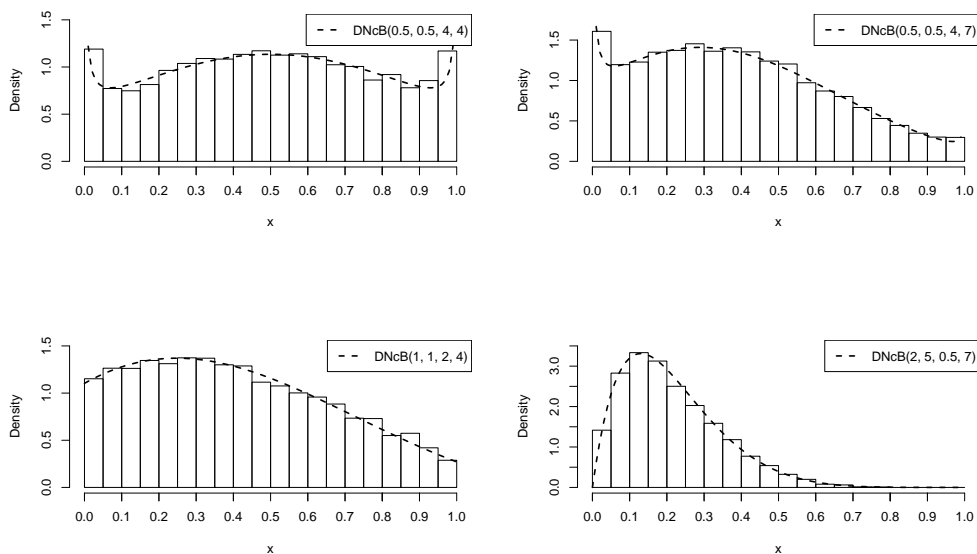 DNcB(0.5, 0.5, 4, 4)
Density
0.0 0.5 1.0 1.5
0.0 0.1 0.2 0.3 0.4 0.5 0.6 0.7 0.8 0.9 1.0
x
DNcB(0.5, 0.5, 4, 7)
Density
0.0 0.5 1.0 1.5
0.0 0.1 0.2 0.3 0.4 0.5 0.6 0.7 0.8 0.9 1.0
x
DNcB(1, 1, 2, 4)
Density
0.0 0.5 1.0 1.5
0.0 0.1 0.2 0.3 0.4 0.5 0.6 0.7 0.8 0.9 1.0
x
DNcB(2, 5, 0.5, 7)
Density
0.0 1.0 2.0 3.0
0.0 0.1 0.2 0.3 0.4 0.5 0.6 0.7 0.8 0.9 1.0
x